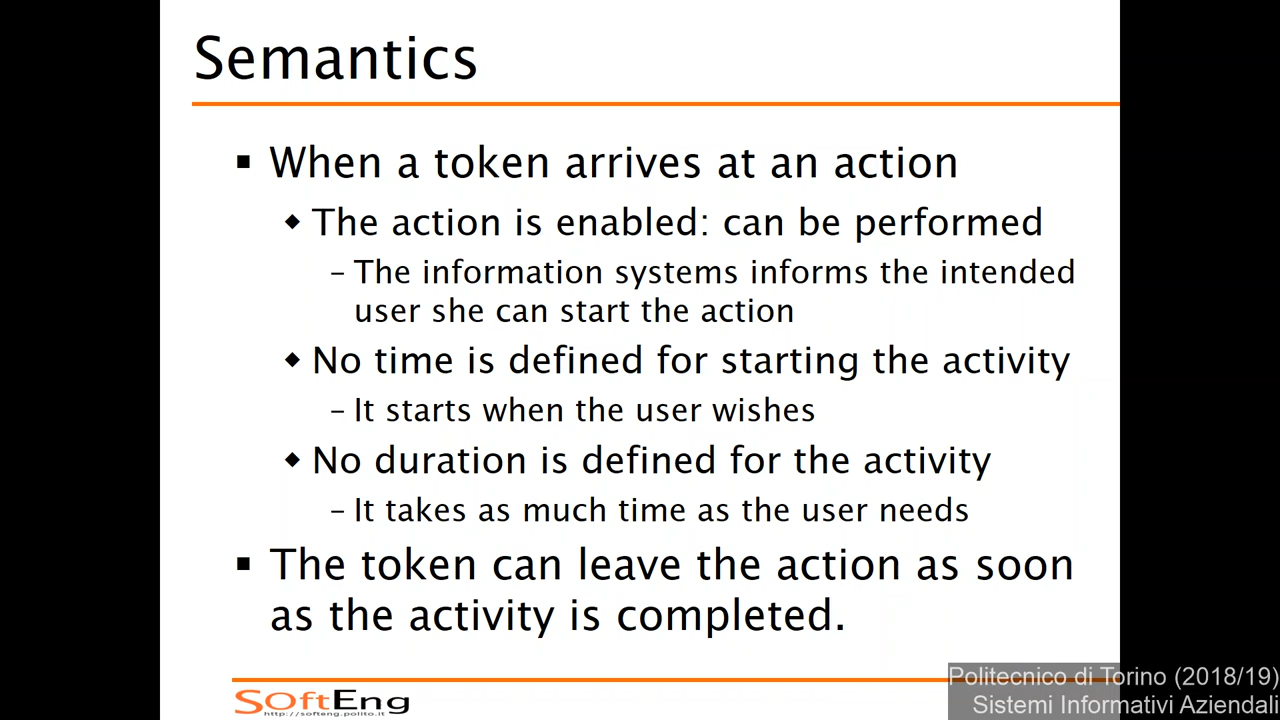 Semantics
▪ When a token arrives at an action
◆ The action is enabled: can be performed
– The information systems informs the intended
user she can start the action
◆ No time is defined for starting the activity
– It starts when the user wishes
◆ No duration is defined for the activity
– It takes as much time as the user needs
▪ The token can leave the action as soon
as the activity is completed.
SoftEng
http://softeng.polito.it
Politecnico di Torino (2018/19)
Sistemi Informativi Aziendali